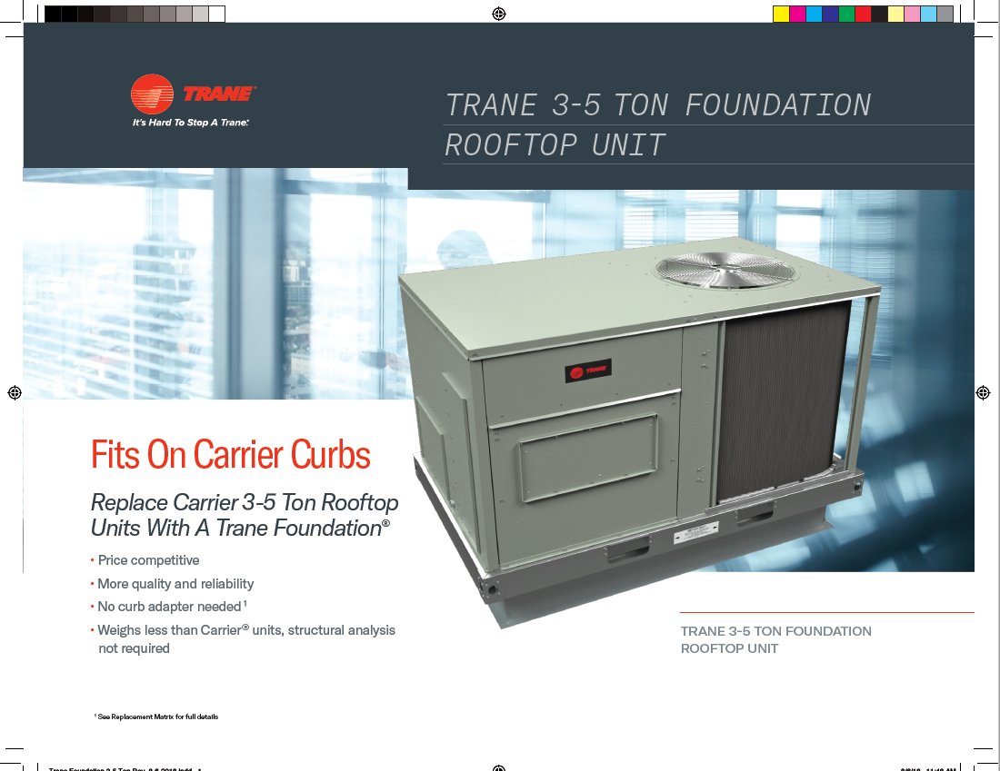 TRANE®
It's Hard To Stop A Trane.®
TRANE 3-5 TON FOUNDATION
ROOFTOP UNIT
TRANE
Fits On Carrier Curbs
Replace Carrier 3-5 Ton Rooftop
Units With A Trane Foundation®
• Price competitive
• More quality and reliability
• No curb adapter needed ¹
• Weighs less than Carrier® units, structural analysis
not required
TRANE 3-5 TON FOUNDATION
ROOFTOP UNIT
¹ See Replacement Matrix for full details